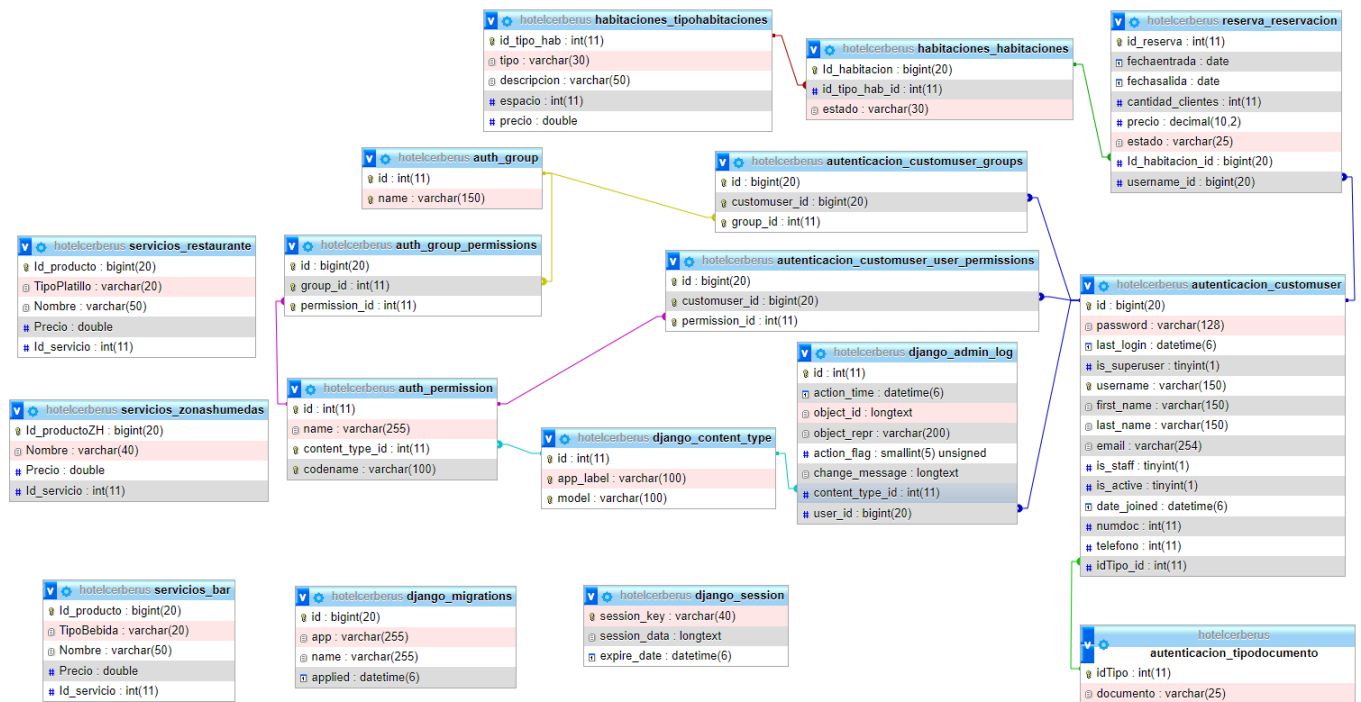 hotelcerberus habitaciones_tipohabitaciones
id_tipo_hab : int(11)
tipo : varchar(30)
descripcion : varchar(50)
espacio : int(11)
precio : double
hotelcerberus habitaciones_habitaciones
Id_habitacion : bigint(20)
id_tipo_hab_id : int(11)
estado : varchar(30)
hotelcerberus reserva_reservacion
id_reserva : int(11)
fechaentrada : date
fechasalida : date
cantidad_clientes : int(11)
precio : decimal(10,2)
estado : varchar(25)
Id_habitacion_id : bigint(20)
username_id : bigint(20)
hotelcerberus auth_group
id : int(11)
name : varchar(150)
hotelcerberus autenticacion_customuser_groups
id : bigint(20)
customuser_id : bigint(20)
group_id : int(11)
hotelcerberus servicios_restaurante
Id_producto : bigint(20)
TipoPlatillo : varchar(20)
Nombre : varchar(50)
Precio : double
Id_servicio : int(11)
hotelcerberus auth_group_permissions
id : bigint(20)
group_id : int(11)
permission_id : int(11)
hotelcerberus autenticacion_customuser_user_permissions
id : bigint(20)
customuser_id : bigint(20)
permission_id : int(11)
hotelcerberus autenticacion_customuser
id : bigint(20)
password : varchar(128)
last_login : datetime(6)
is_superuser : tinyint(1)
username : varchar(150)
first_name : varchar(150)
last_name : varchar(150)
email : varchar(254)
is_staff : tinyint(1)
is_active : tinyint(1)
date_joined : datetime(6)
numdoc : int(11)
telefono : int(11)
idTipo_id : int(11)
hotelcerberus django_admin_log
id : int(11)
action_time : datetime(6)
object_id : longtext
object_repr : varchar(200)
action_flag : smallint(5) unsigned
change_message : longtext
content_type_id : int(11)
user_id : bigint(20)
hotelcerberus servicios_zonashumedas
Id_productoZH : bigint(20)
Nombre : varchar(40)
Precio : double
Id_servicio : int(11)
hotelcerberus auth_permission
id : int(11)
name : varchar(255)
content_type_id : int(11)
codename : varchar(100)
hotelcerberus django_content_type
id : int(11)
app_label : varchar(100)
model : varchar(100)
hotelcerberus servicios_bar
Id_producto : bigint(20)
TipoBebida : varchar(20)
Nombre : varchar(50)
Precio : double
Id_servicio : int(11)
hotelcerberus django_migrations
id : bigint(20)
app : varchar(255)
name : varchar(255)
applied : datetime(6)
hotelcerberus django_session
session_key : varchar(40)
session_data : longtext
expire_date : datetime(6)
hotelcerberus
autenticacion_tipodocumento
idTipo : int(11)
documento : varchar(25)